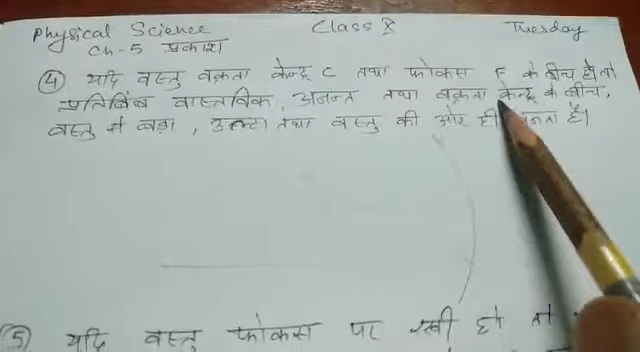 Physical Science Class X Tuesday
Ch-5 प्रकाश
④ यदि वस्तु वक्रता केन्द्र C तथा फोकस F के बीच हो तो
प्रतिबिंब वास्तविक, अनन्त तथा वक्रता केन्द्र के बीच,
वस्तु से बड़ा, उल्टा तथा वस्तु की ओर ही बनता है।
⑤ यदि वस्तु फोकस पर रखी हो तो